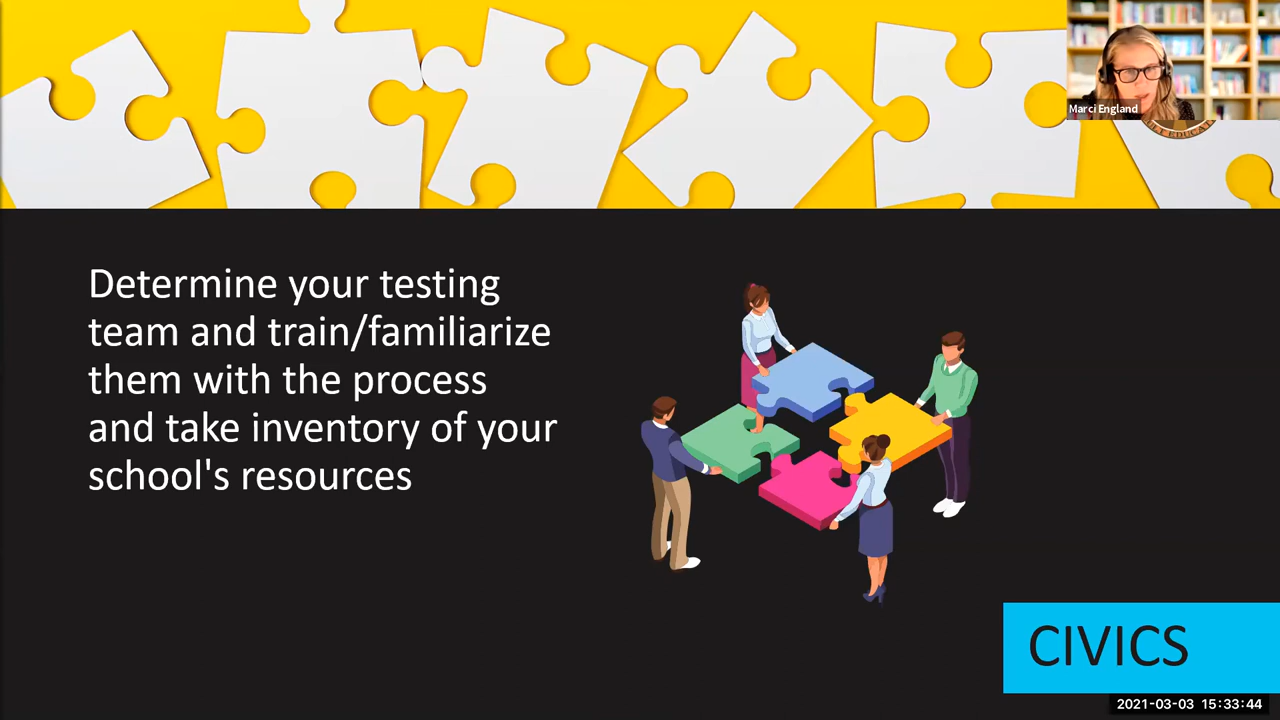 Marci England
Determine your testing
team and train/familiarize
them with the process
and take inventory of your
school's resources
CIVICS
2021-03-03 15:33:44